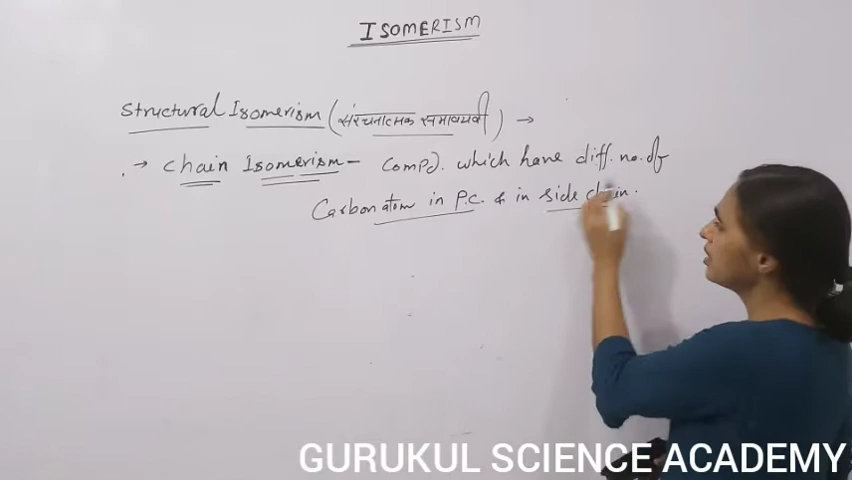 ISOMERISM
Structural Isomerism (संरचनात्मक समावयवी) →
→ Chain Isomerism - Compd. which have diff. no. of
Carbon atom in P.C. & in side chain.
GURUKUL SCIENCE ACADEMY